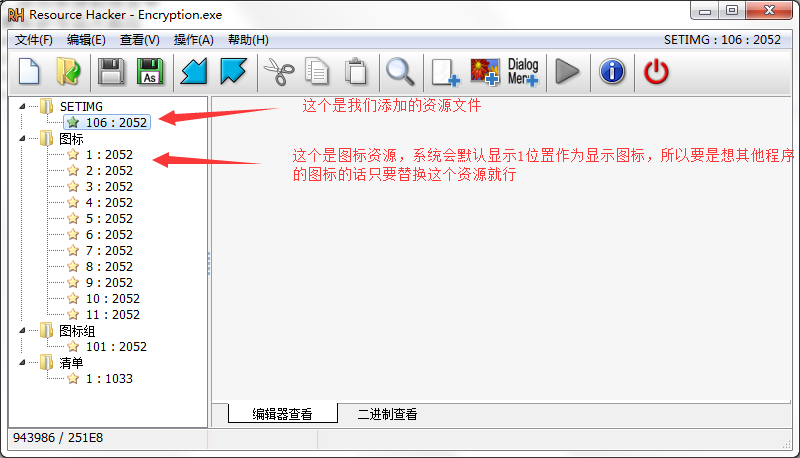 Resource Hacker - Encryption.exe
文件(F) 编辑(E) 查看(V) 操作(A) 帮助(H) SETIMG : 106 : 2052
As Dialog
Menu
SETIMG
106 : 2052
这个是我们添加的资源文件
图标
1 : 2052
这个是图标资源，系统会默认显示1位置作为显示图标，所以要是想其他程序
的图标的话只要替换这个资源就行
2 : 2052
3 : 2052
4 : 2052
5 : 2052
6 : 2052
7 : 2052
8 : 2052
9 : 2052
10 : 2052
11 : 2052
图标组
101 : 2052
清单
1 : 1033
编辑器查看 二进制查看
943986 / 251E8